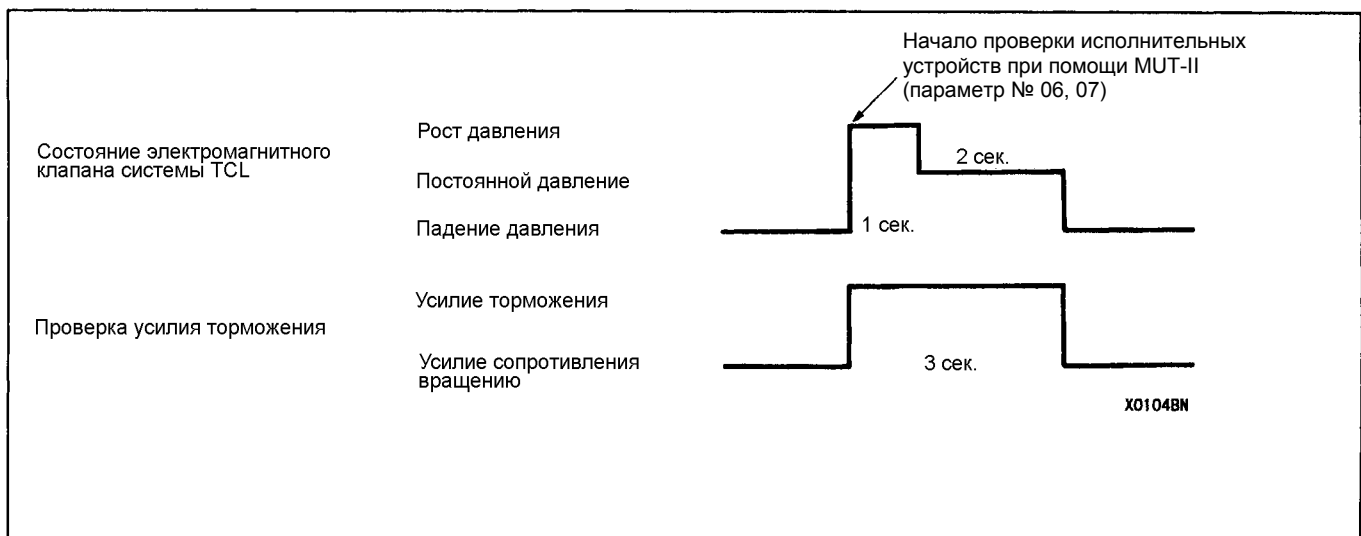 Начало проверки исполнительных
устройств при помощи MUT-II
(параметр № 06, 07)
Состояние электромагнитного
клапана системы TCL
Рост давления
Постоянной давление
Падение давления
2 сек.
1 сек.
Проверка усилия торможения
Усилие торможения
Усилие сопротивления
вращению
3 сек.
X0104BN